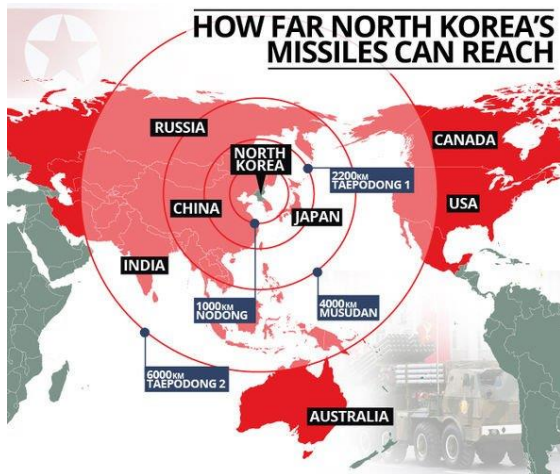 HOW FAR NORTH KOREA'S
MISSILES CAN REACH
RUSSIA
CANADA
NORTH
KOREA
2200KM
TAEPODONG 1
USA
CHINA
JAPAN
INDIA
1000KM
NODONG
4000KM
MUSUDAN
6000KM
TAEPODONG 2
AUSTRALIA